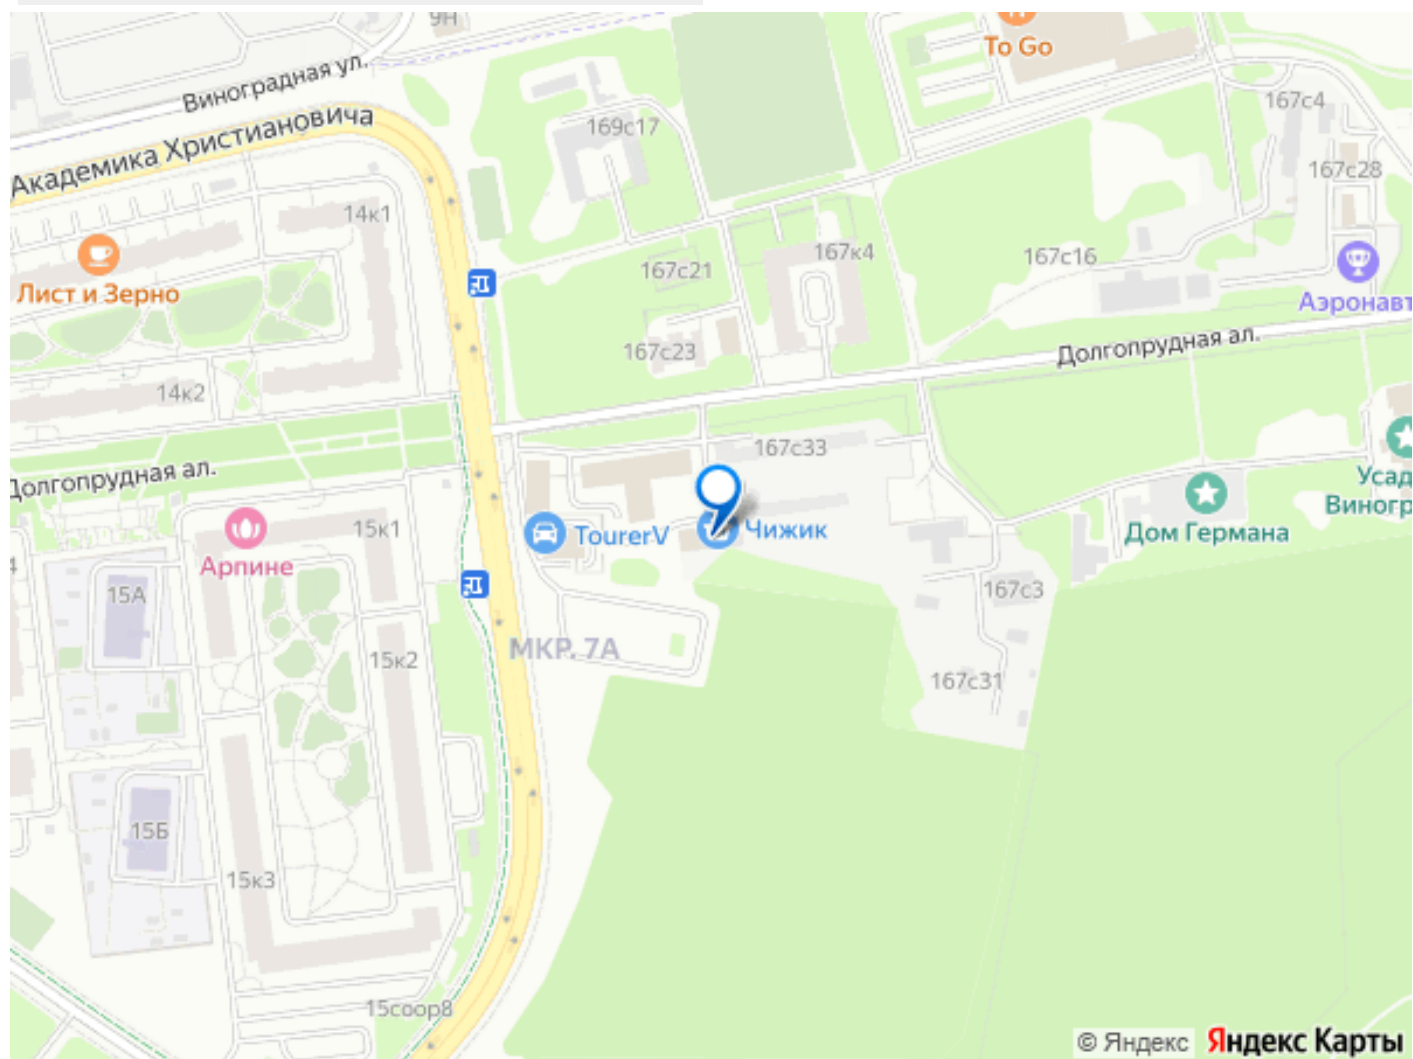 9Н
To Go
Виноградная ул.
167с4
Академика Христиановича
169с17
167с28
14к1
167к4
167с16
167с21
Лист и Зерно
Аэронавт
Долгопрудная ал.
167с23
14к2
167с33
Долгопрудная ал.
Усад
Виногр
15к1
TourerV
Чижик
Дом Германа
Арпине
4
15А
167с3
МКР. 7А
15к2
167с31
15Б
15к3
15соор8
© Яндекс
Яндекс Карты